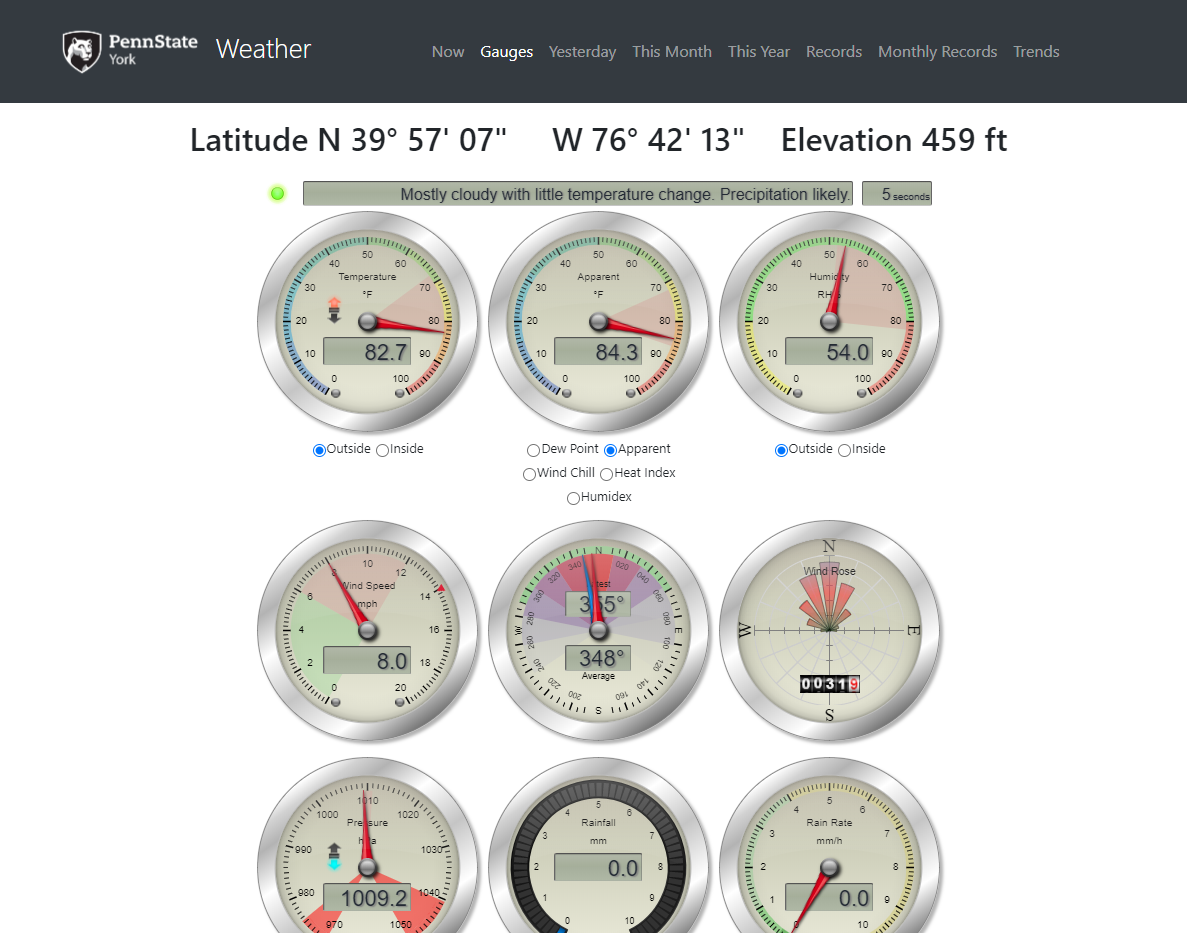 PennState
York
Weather
Now Gauges Yesterday This Month This Year Records Monthly Records Trends
Latitude N 39° 57' 07" W 76° 42' 13" Elevation 459 ft
Mostly cloudy with little temperature change. Precipitation likely. 5 seconds
0 10 20 30 40 50 60 70 80 90 100
Temperature
°F
82.7
0 10 20 30 40 50 60 70 80 90 100
Apparent
°F
84.3
0 10 20 30 40 50 60 70 80 90 100
Humidity
54.0
Outside Inside
Dew Point Apparent
Wind Chill Heat Index
Humidex
Outside Inside
0 2 4 6 8 10 12 14 16 18 20
Wind Speed
mph
8.0
N 020 040 060 080 E 100 120 140 160 S 200 220 240 260 W 280 300 320 340
355°
348°
Average
N
Wind Rose
W E
00319
S
970 980 990 1000 1010 1020 1030 1040 1050
Pressure
hPa
1009.2
0 1 2 3 4 5 6 7 8 9 10
Rainfall
mm
0.0
0 1 2 3 4 5 6 7 8 9 10
Rain Rate
mm/h
0.0